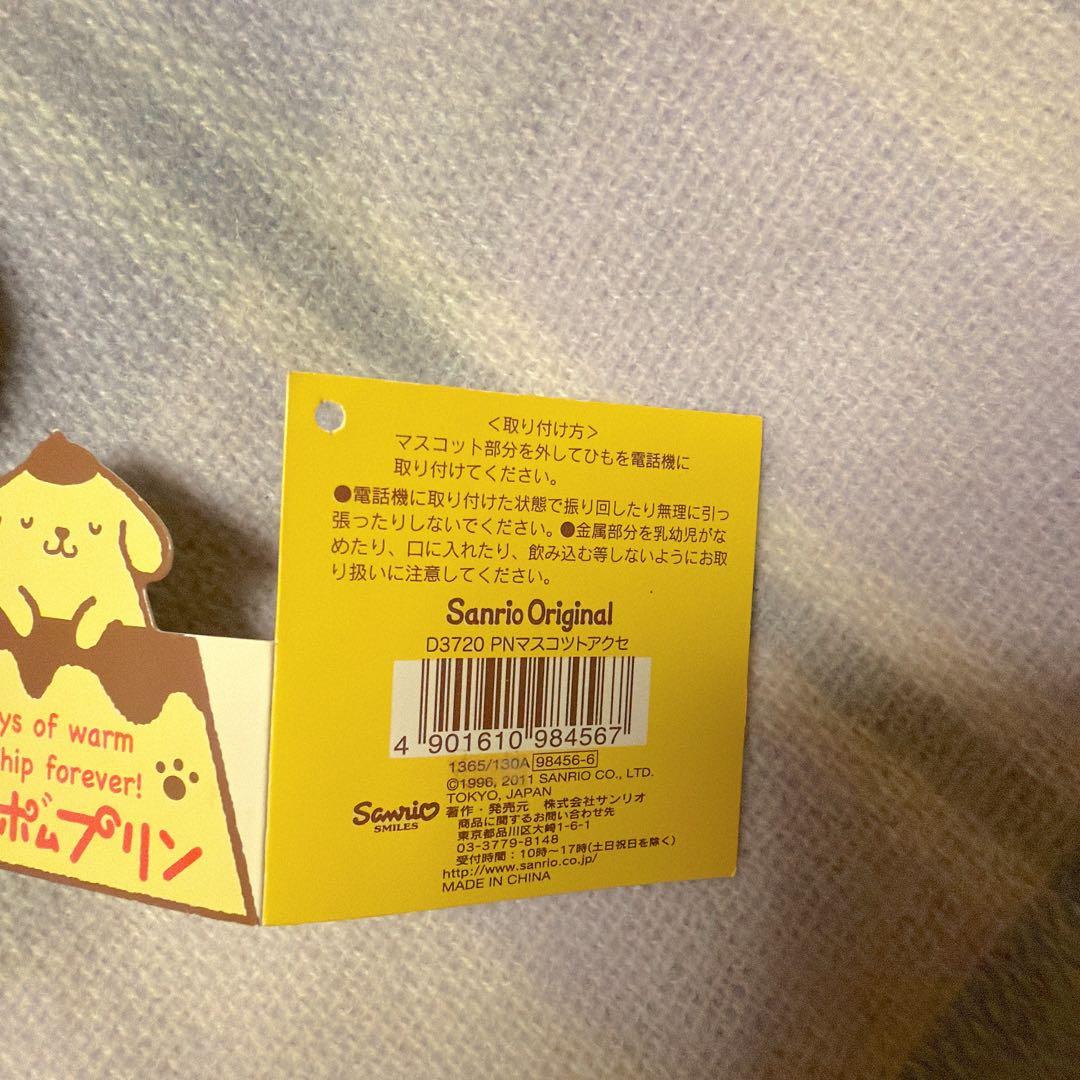 ＜取り付け方＞
マスコット部分を外してひもを電話機に
取り付けてください。
●電話機に取り付けた状態で振り回したり無理に引っ
張ったりしないでください。●金属部分を乳幼児がな
めたり、口に入れたり、飲み込む等しないようにお取
り扱いに注意してください。
Sanrio Original
D3720 PNマスコツトアクセ
4 901610 984567
1365/130A 98456-6
©1996, 2011 SANRIO CO., LTD.
TOKYO, JAPAN
Sanrio
SMILES
著作・発売元 株式会社サンリオ
商品に関するお問い合わせ先
東京都品川区大崎1-6-1
03-3779-8148
受付時間：10時～17時(土日祝日を除く)
http://www.sanrio.co.jp/
MADE IN CHINA
of warm
forever!
ポムプリン